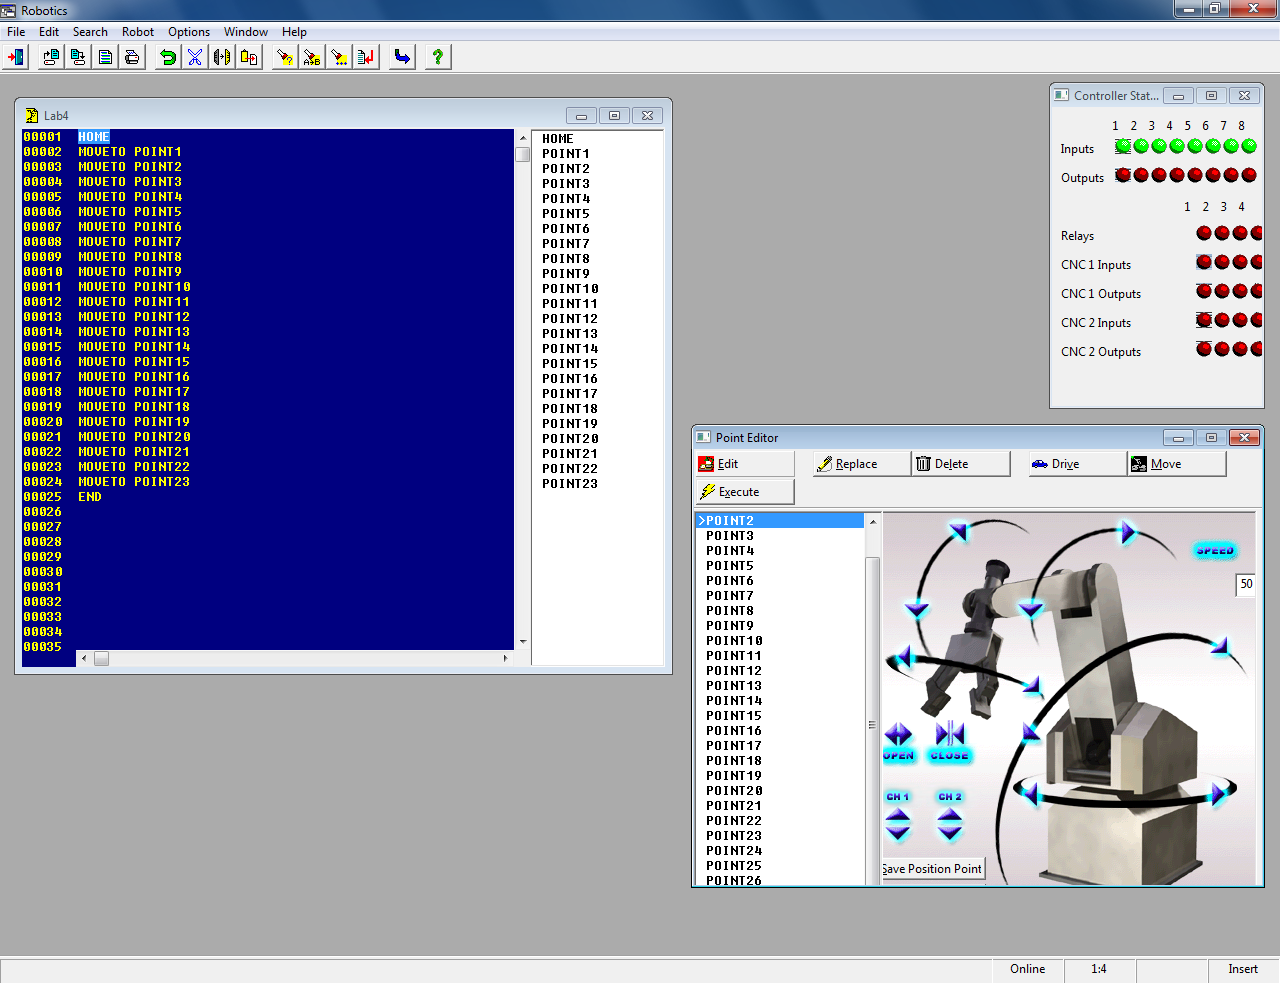 Robotics
File Edit Search Robot Options Window Help
Lab4
00001 HOME
00002 MOVETO POINT1
00003 MOVETO POINT2
00004 MOVETO POINT3
00005 MOVETO POINT4
00006 MOVETO POINT5
00007 MOVETO POINT6
00008 MOVETO POINT7
00009 MOVETO POINT8
00010 MOVETO POINT9
00011 MOVETO POINT10
00012 MOVETO POINT11
00013 MOVETO POINT12
00014 MOVETO POINT13
00015 MOVETO POINT14
00016 MOVETO POINT15
00017 MOVETO POINT16
00018 MOVETO POINT17
00019 MOVETO POINT18
00020 MOVETO POINT19
00021 MOVETO POINT20
00022 MOVETO POINT21
00023 MOVETO POINT22
00024 MOVETO POINT23
00025 END
00026
00027
00028
00029
00030
00031
00032
00033
00034
00035
HOME
POINT1
POINT2
POINT3
POINT4
POINT5
POINT6
POINT7
POINT8
POINT9
POINT10
POINT11
POINT12
POINT13
POINT14
POINT15
POINT16
POINT17
POINT18
POINT19
POINT20
POINT21
POINT22
POINT23
Controller Stat...
1 2 3 4 5 6 7 8
Inputs
Outputs
1 2 3 4
Relays
CNC 1 Inputs
CNC 1 Outputs
CNC 2 Inputs
CNC 2 Outputs
Point Editor
Edit Replace Delete Drive Move
Execute
>POINT2
POINT3
POINT4
POINT5
POINT6
POINT7
POINT8
POINT9
POINT10
POINT11
POINT12
POINT13
POINT14
POINT15
POINT16
POINT17
POINT18
POINT19
POINT20
POINT21
POINT22
POINT23
POINT24
POINT25
POINT26
SPEED
50
OPEN CLOSE
CH 1 CH 2
Save Position Point
Online 1:4 Insert